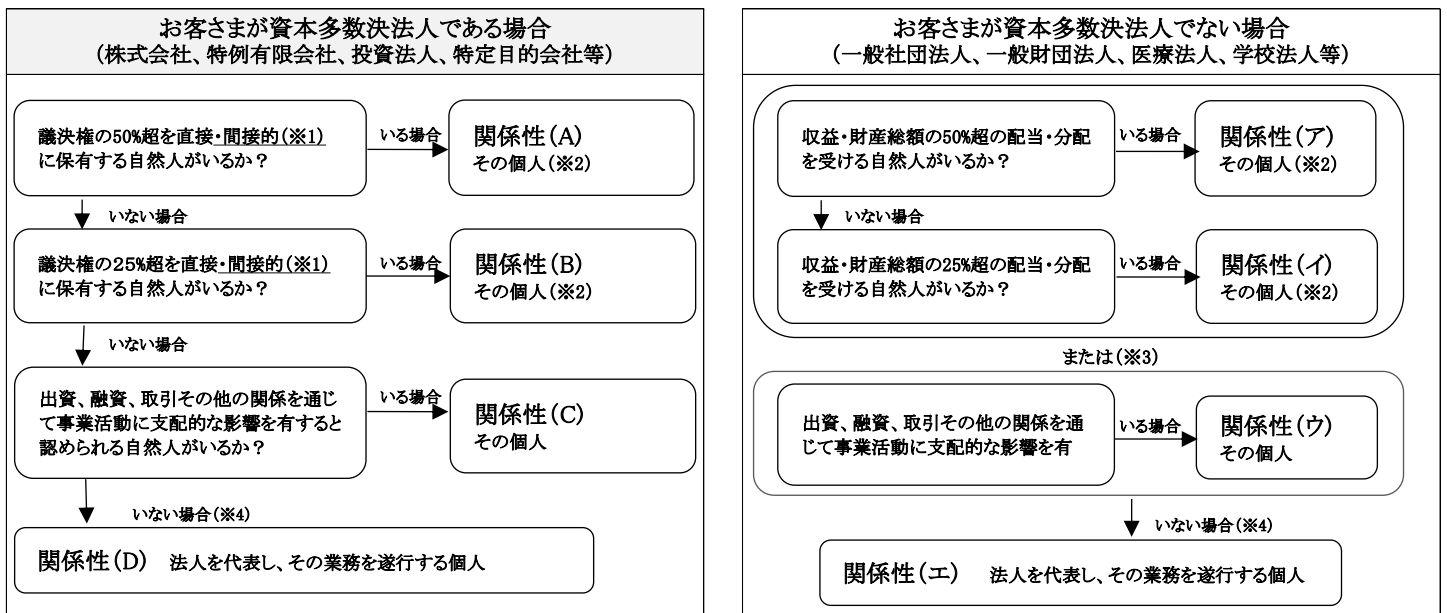 お客さまが資本多数決法人である場合
(株式会社、特例有限会社、投資法人、特定目的会社等)
議決権の50%超を直接・間接的(※1)
に保有する自然人がいるか?
いる場合
関係性(A)
その個人(※2)
いない場合
議決権の25%超を直接・間接的(※1)
に保有する自然人がいるか?
いる場合
関係性(B)
その個人(※2)
いない場合
出資、融資、取引その他の関係を通じ
て事業活動に支配的な影響を有すると
認められる自然人がいるか?
いる場合
関係性(C)
その個人
いない場合(※4)
関係性(D) 法人を代表し、その業務を遂行する個人
お客さまが資本多数決法人でない場合
(一般社団法人、一般財団法人、医療法人、学校法人等)
収益・財産総額の50%超の配当・分配
を受ける自然人がいるか?
いる場合
関係性(ア)
その個人(※2)
いない場合
収益・財産総額の25%超の配当・分配
を受ける自然人がいるか?
いる場合
関係性(イ)
その個人(※2)
または(※3)
出資、融資、取引その他の関係を通
じて事業活動に支配的な影響を有
いる場合
関係性(ウ)
その個人
いない場合(※4)
関係性(エ) 法人を代表し、その業務を遂行する個人